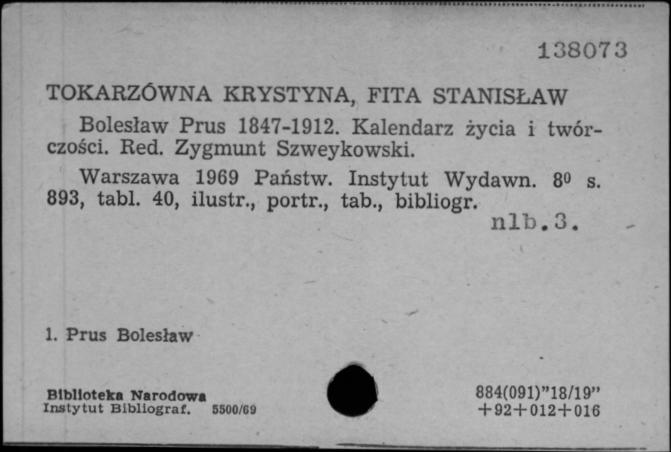 138073
TOKARZÓWNA KRYSTYNA, FITA STANISŁAW
Bolesław Prus 1847-1912. Kalendarz życia i twór-
czości. Red. Zygmunt Szweykowski.
Warszawa 1969 Państw. Instytut Wydawn. 8⁰ s.
893, tabl. 40, ilustr., portr., tab., bibliogr.
nlb.3.
1. Prus Bolesław
Biblioteka Narodowa
Instytut Bibliograf. 5500/69
884(091)”18/19”
+92+012+016